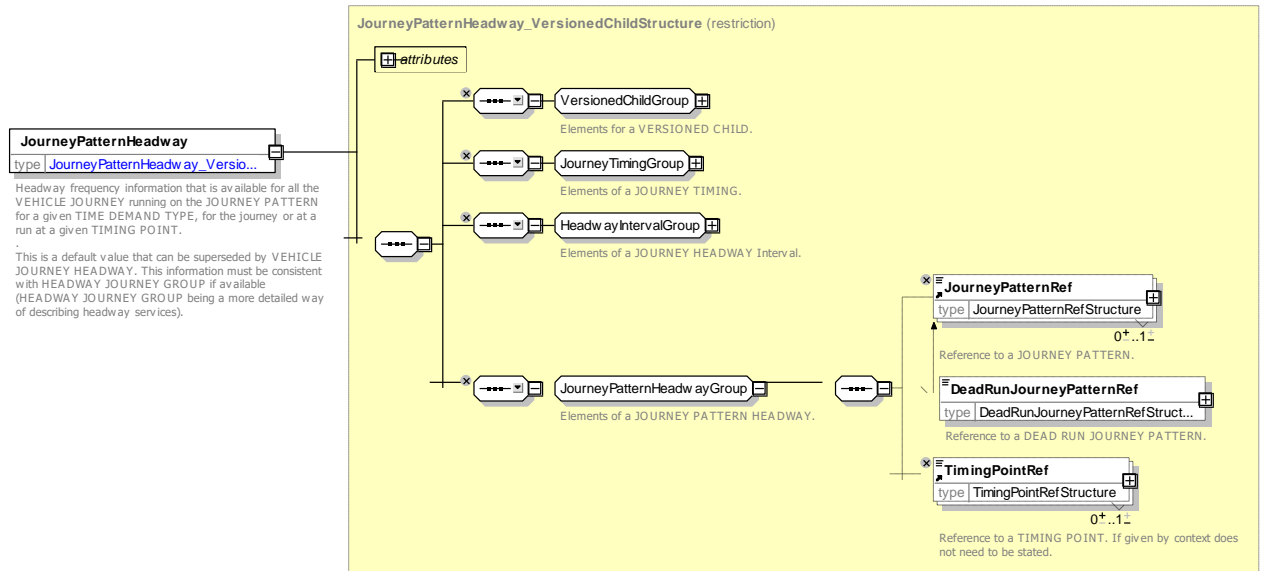 JourneyPatternHeadway_VersionedChildStructure (restriction)
attributes
VersionedChildGroup
Elements for a VERSIONED CHILD.
JourneyPatternHeadway
type JourneyPatternHeadway_Versio...
Headway frequency information that is available for all the
VEHICLE JOURNEY running on the JOURNEY PATTERN
for a given TIME DEMAND TYPE, for the journey or at a
run at a given TIMING POINT.
.
This is a default value that can be superseded by VEHICLE
JOURNEY HEADWAY. This information must be consistent
with HEADWAY JOURNEY GROUP if available
(HEADWAY JOURNEY GROUP being a more detailed way
of describing headway services).
JourneyTimingGroup
Elements of a JOURNEY TIMING.
HeadwayIntervalGroup
Elements of a JOURNEY HEADWAY Interval.
JourneyPatternHeadwayGroup
Elements of a JOURNEY PATTERN HEADWAY.
JourneyPatternRef
type JourneyPatternRefStructure
0..1
Reference to a JOURNEY PATTERN.
DeadRunJourneyPatternRef
type DeadRunJourneyPatternRefStruct...
Reference to a DEAD RUN JOURNEY PATTERN.
TimingPointRef
type TimingPointRefStructure
0..1
Reference to a TIMING POINT. If given by context does
not need to be stated.